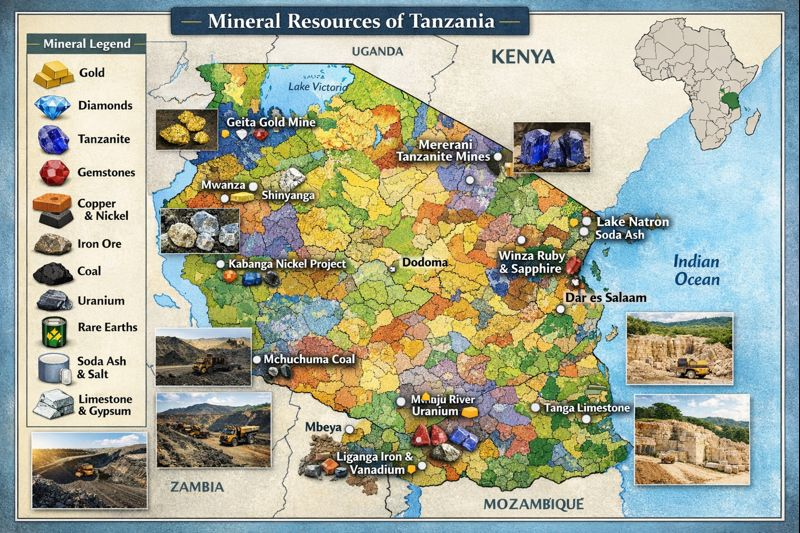 Mineral Resources of Tanzania
Mineral Legend
Gold
Diamonds
Tanzanite
Gemstones
Copper
& Nickel
Iron Ore
Coal
Uranium
Rare Earths
Soda Ash
& Salt
Limestone
& Gypsum
UGANDA
KENYA
Lake Victoria
Geita Gold Mine
Mererani
Tanzanite Mines
Mwanza
Shinyanga
Lake Natron
Soda Ash
Winza Ruby
& Sapphire
Indian
Ocean
Kabanga Nickel Project
Dodoma
Dar es Salaam
Mchuchuma Coal
River
Uranium
Tanga Limestone
Mbeya
Liganga Iron &
Vanadium
ZAMBIA
MOZAMBIQUE